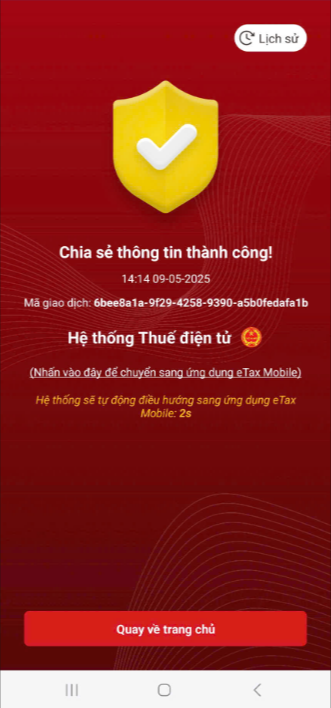 Lịch sử
Chia sẻ thông tin thành công!
14:14 09-05-2025
Mã giao dịch: 6bee8a1a-9f29-4258-9390-a5b0fedafa1b
Hệ thống Thuế điện tử
(Nhấn vào đây để chuyển sang ứng dụng eTax Mobile)
Hệ thống sẽ tự động điều hướng sang ứng dụng eTax
Mobile: 2s
Quay về trang chủ